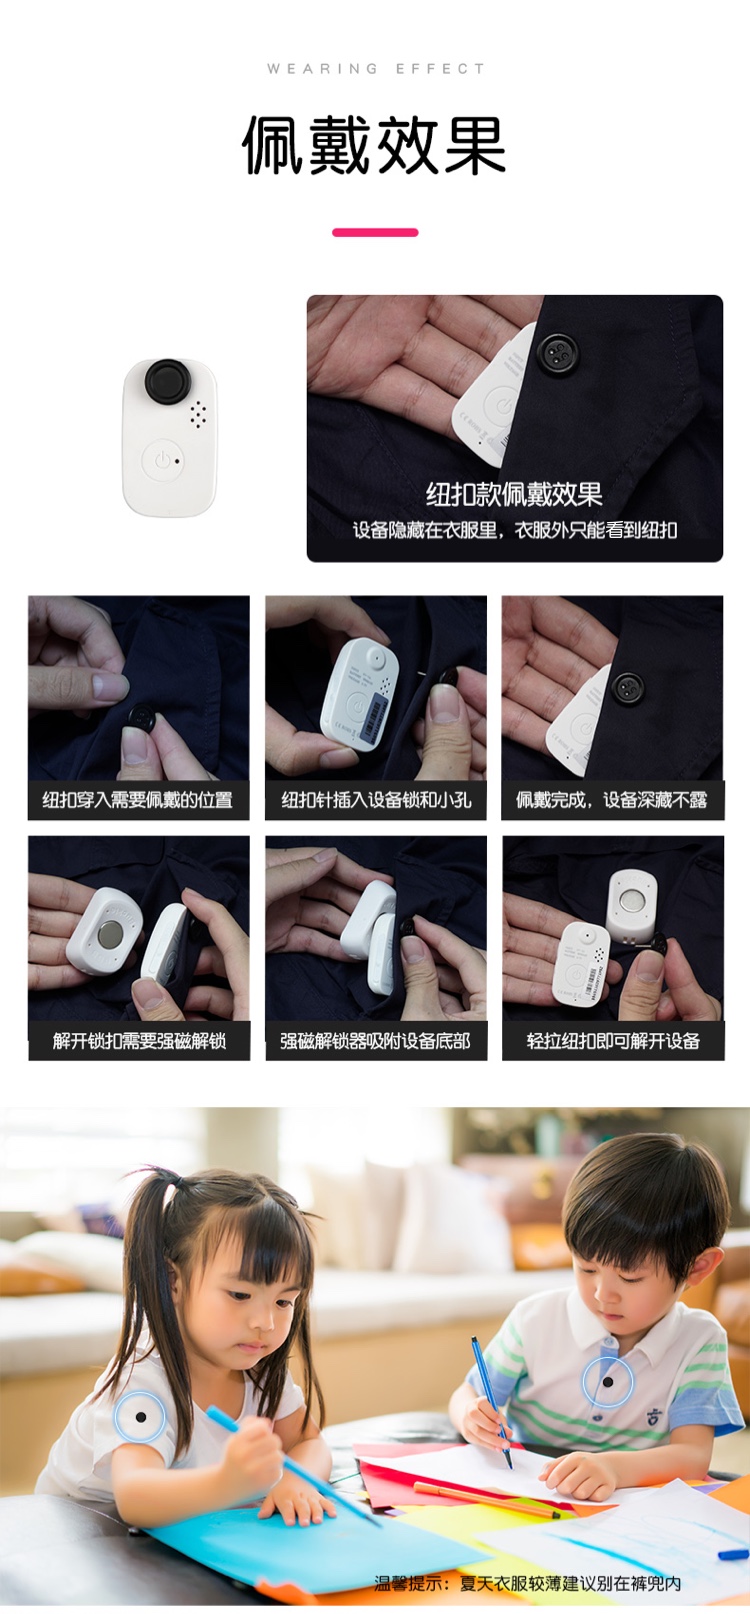 WEARING EFFECT
佩戴效果
纽扣款佩戴效果
设备隐藏在衣服里，衣服外只能看到纽扣
纽扣穿入需要佩戴的位置
纽扣针插入设备锁和小孔
佩戴完成，设备深藏不露
解开锁扣需要强磁解锁
强磁解锁器吸附设备底部
轻拉纽扣即可解开设备
温馨提示：夏天衣服较薄建议别在裤兜内